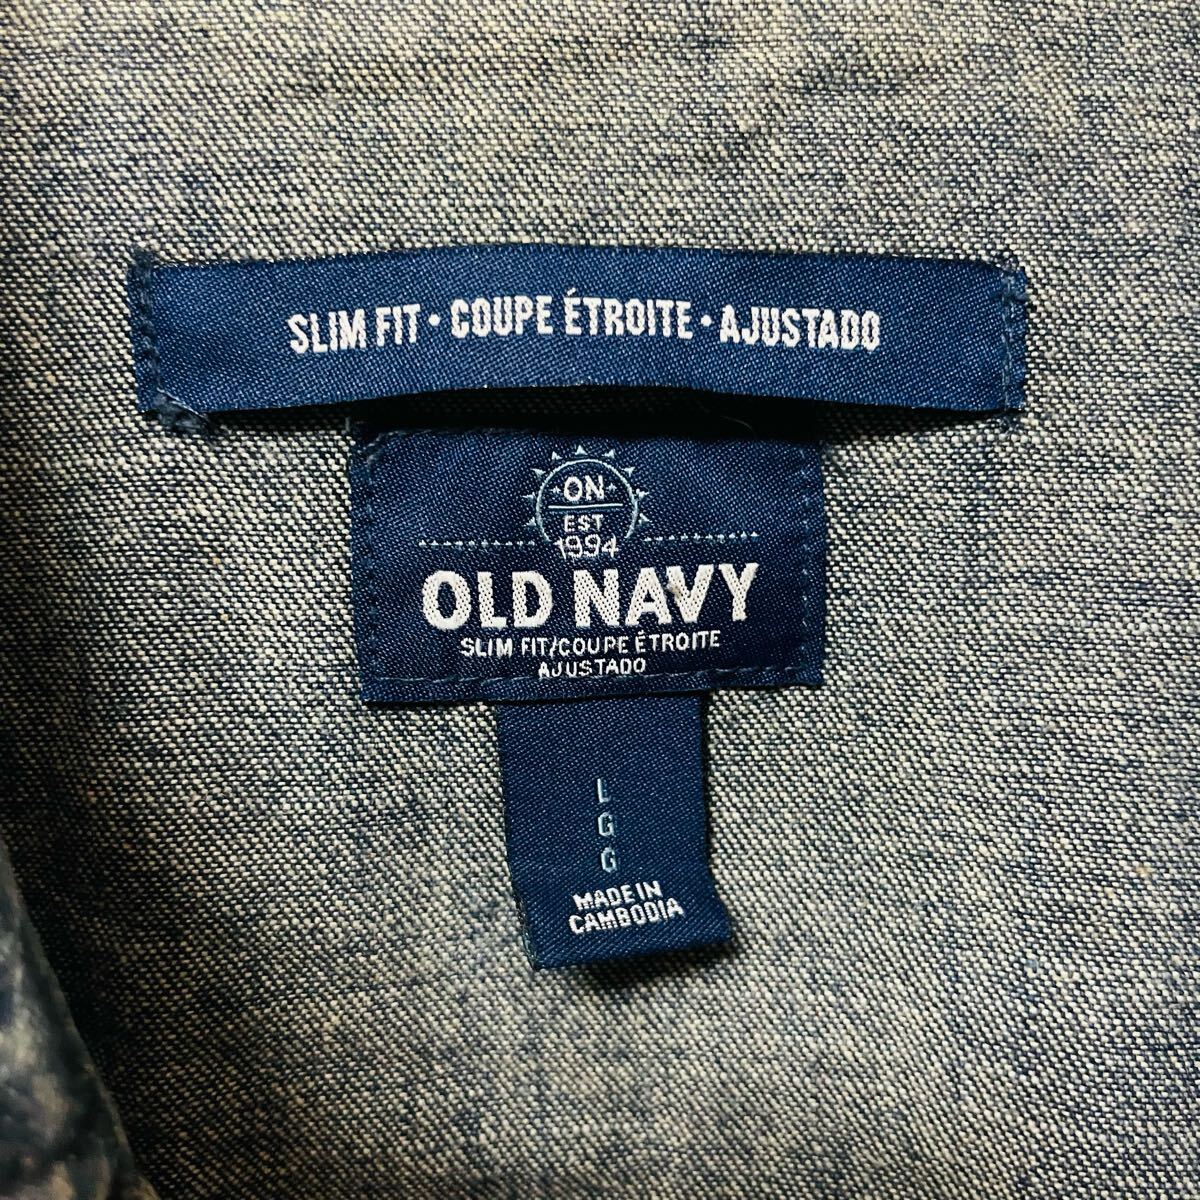 SLIM FIT • COUPE ÉTROITE • AJUSTADO
ON
EST
1994
OLD NAVY
SLIM FIT/COUPE ÉTROITE
AJUSTADO
L
G
G
MADE IN
CAMBODIA